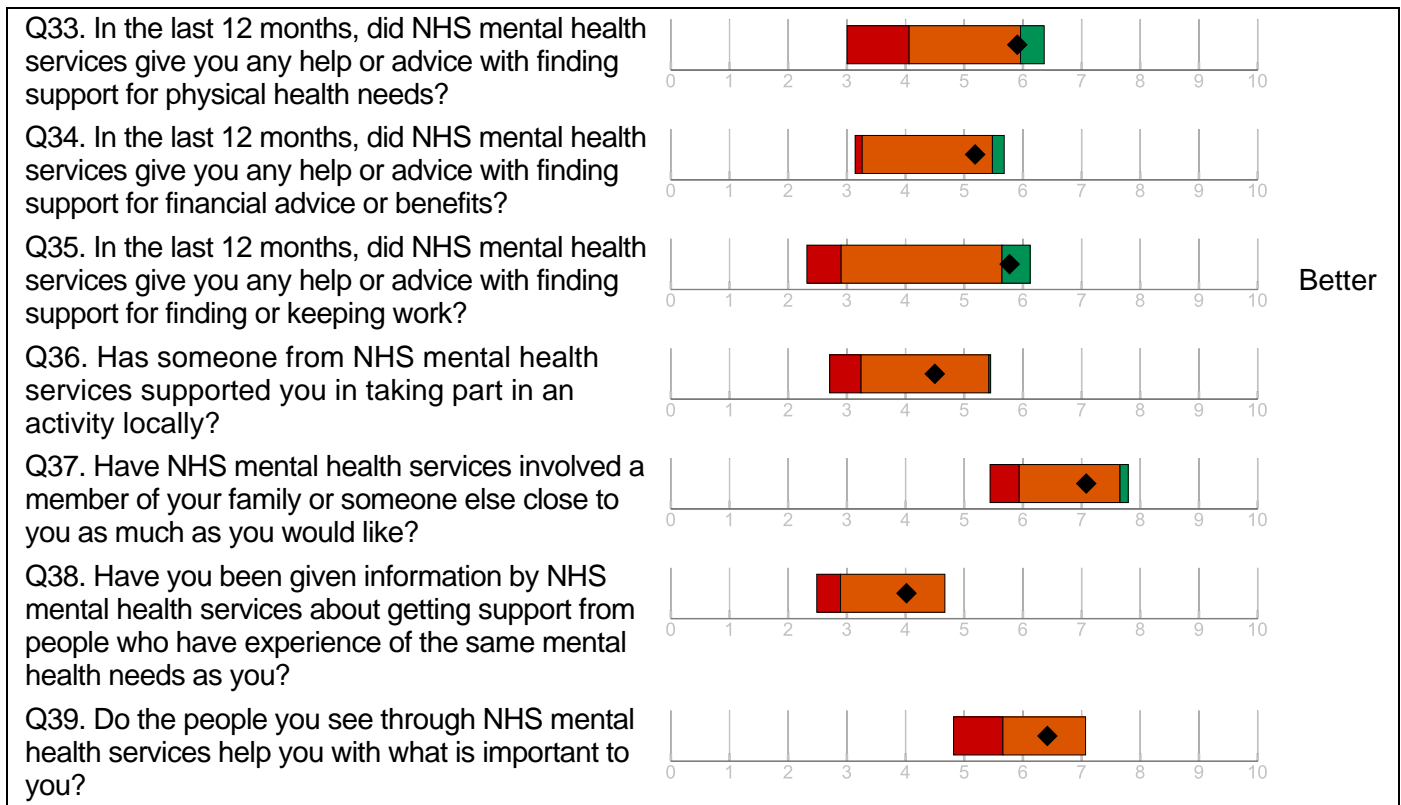 Q33. In the last 12 months, did NHS mental health
services give you any help or advice with finding
support for physical health needs?
0 1 2 3 4 5 6 7 8 9 10
Q34. In the last 12 months, did NHS mental health
services give you any help or advice with finding
support for financial advice or benefits?
0 1 2 3 4 5 6 7 8 9 10
Q35. In the last 12 months, did NHS mental health
services give you any help or advice with finding
support for finding or keeping work?
0 1 2 3 4 5 6 7 8 9 10
Better
Q36. Has someone from NHS mental health
services supported you in taking part in an
activity locally?
0 1 2 3 4 5 6 7 8 9 10
Q37. Have NHS mental health services involved a
member of your family or someone else close to
you as much as you would like?
0 1 2 3 4 5 6 7 8 9 10
Q38. Have you been given information by NHS
mental health services about getting support from
people who have experience of the same mental
health needs as you?
0 1 2 3 4 5 6 7 8 9 10
Q39. Do the people you see through NHS mental
health services help you with what is important to
you?
0 1 2 3 4 5 6 7 8 9 10